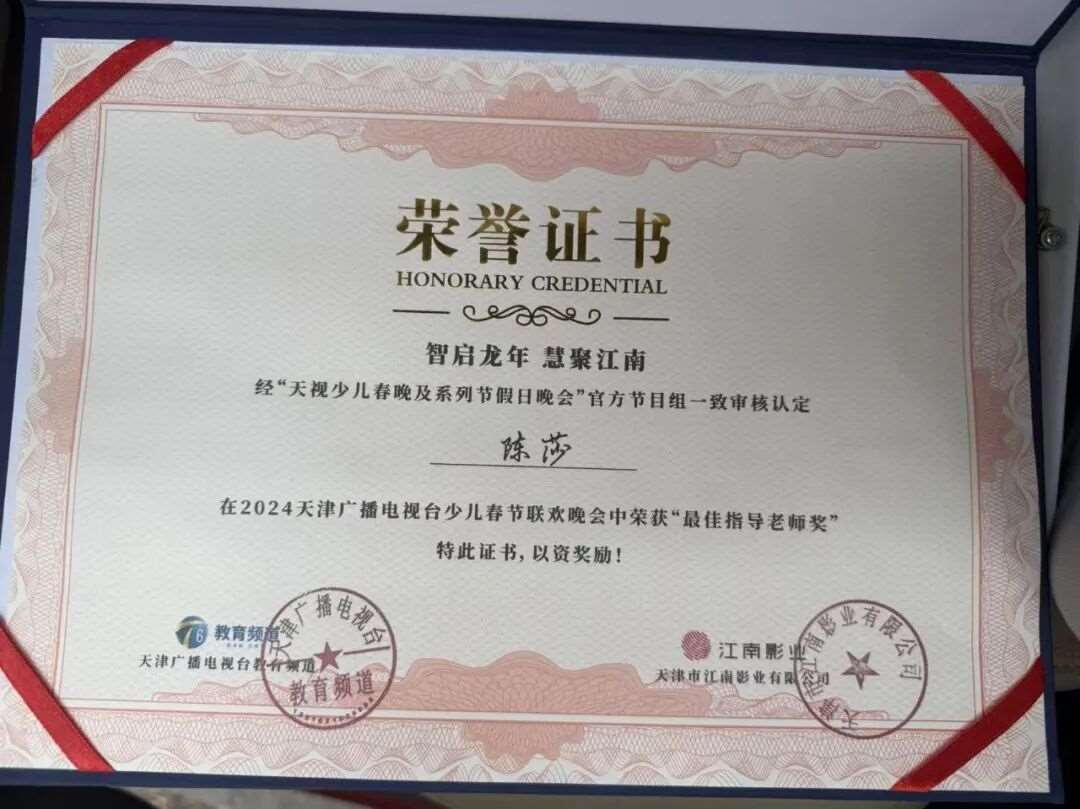 荣誉证书
HONORARY CREDENTIAL
智启龙年 慧聚江南
经“天视少儿春晚及系列节假日晚会”官方节目组一致审核认定
陈莎
在2024天津广播电视台少儿春节联欢晚会中荣获“最佳指导老师奖”
特此证书,以资奖励!
6 教育频道
天津广播电视台教育频道
天津广播电视台
教育频道
江南影业
天津市江南影业有限公司
天津市江南影业有限公司